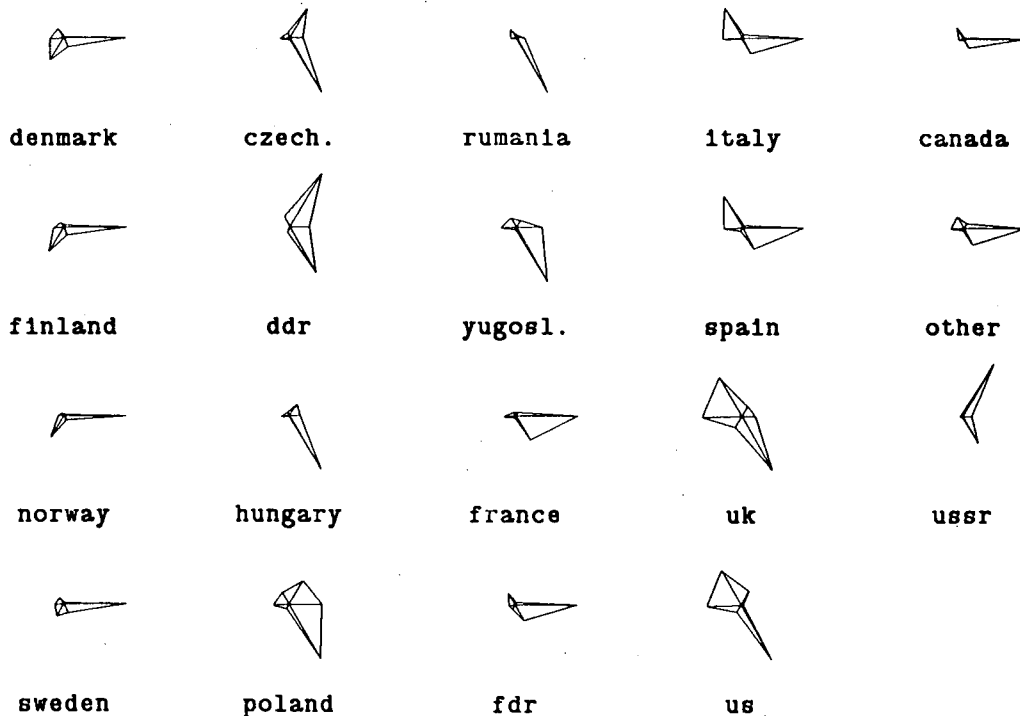 denmark czech. rumania italy canada
finland ddr yugosl. spain other
norway hungary france uk ussr
sweden poland fdr us